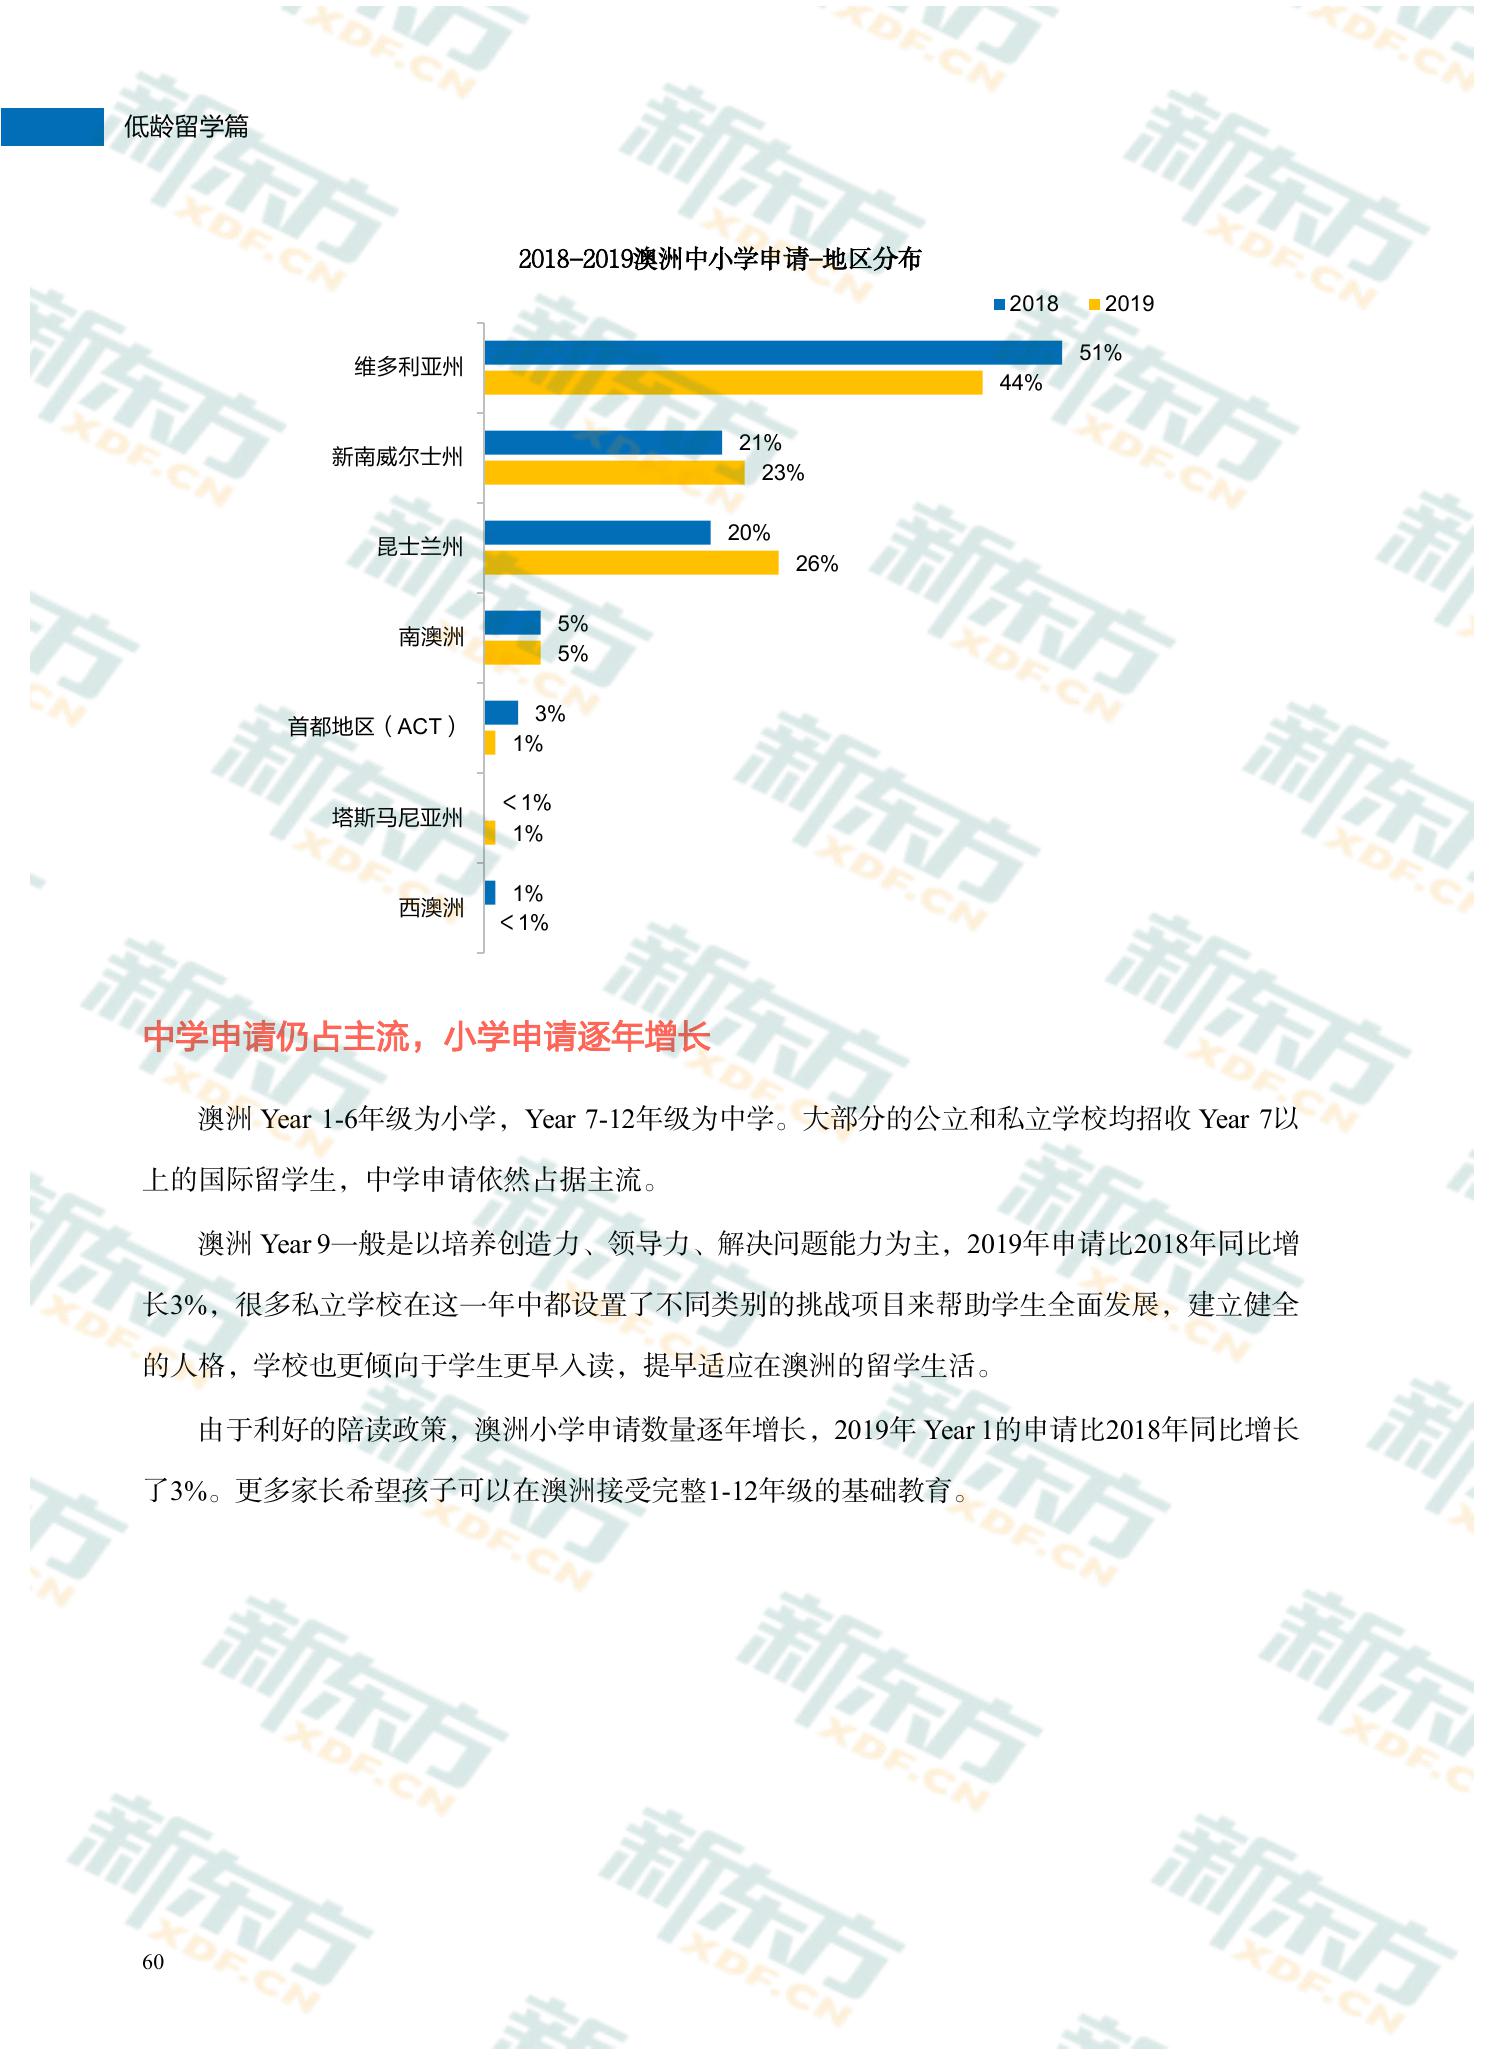 低龄留学篇
2018-2019澳洲中小学申请-地区分布
2018 2019
维多利亚州 51%
44%
新南威尔士州 21%
23%
昆士兰州 20%
26%
南澳洲 5%
5%
首都地区（ACT） 3%
1%
塔斯马尼亚州 <1%
1%
西澳洲 1%
<1%
中学申请仍占主流，小学申请逐年增长
澳洲 Year 1-6年级为小学，Year 7-12年级为中学。大部分的公立和私立学校均招收 Year 7以
上的国际留学生，中学申请依然占据主流。
澳洲 Year 9一般是以培养创造力、领导力、解决问题能力为主，2019年申请比2018年同比增
长3%，很多私立学校在这一年中都设置了不同类别的挑战项目来帮助学生全面发展，建立健全
的人格，学校也更倾向于学生更早入读，提早适应在澳洲的留学生活。
由于利好的陪读政策，澳洲小学申请数量逐年增长，2019年 Year 1的申请比2018年同比增长
了3%。更多家长希望孩子可以在澳洲接受完整1-12年级的基础教育。
60
新东方
XDF.CN